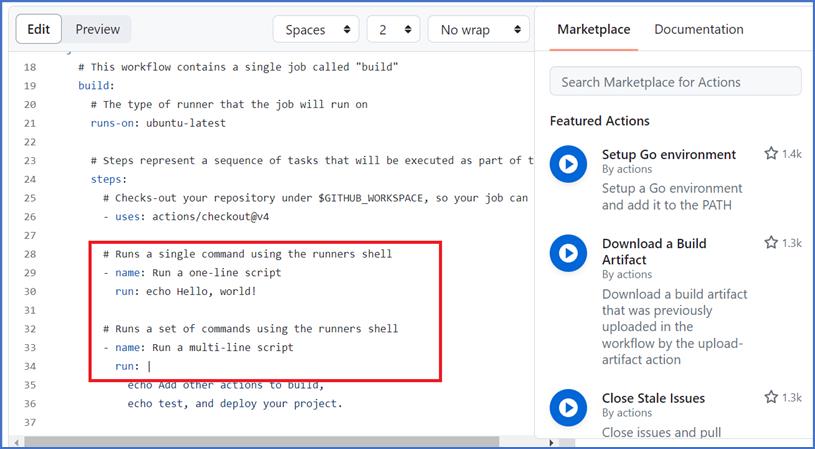 Edit
Preview
Spaces
2
No wrap
Marketplace
Documentation
18 # This workflow contains a single job called "build"
19 build:
20 # The type of runner that the job will run on
21 runs-on: ubuntu-latest
22
23 # Steps represent a sequence of tasks that will be executed as part of t
24 steps:
25 # Checks-out your repository under $GITHUB_WORKSPACE, so your job can
26 - uses: actions/checkout@v4
27
28 # Runs a single command using the runners shell
29 - name: Run a one-line script
30 run: echo Hello, world!
31
32 # Runs a set of commands using the runners shell
33 - name: Run a multi-line script
34 run: |
35 echo Add other actions to build,
36 echo test, and deploy your project.
37
Search Marketplace for Actions
Featured Actions
Setup Go environment
1.4k
By actions
Setup a Go environment
and add it to the PATH
Download a Build
1.3k
Artifact
By actions
Download a build artifact
that was previously
uploaded in the
workflow by the upload-
artifact action
Close Stale Issues
1.3k
By actions
Close issues and pull